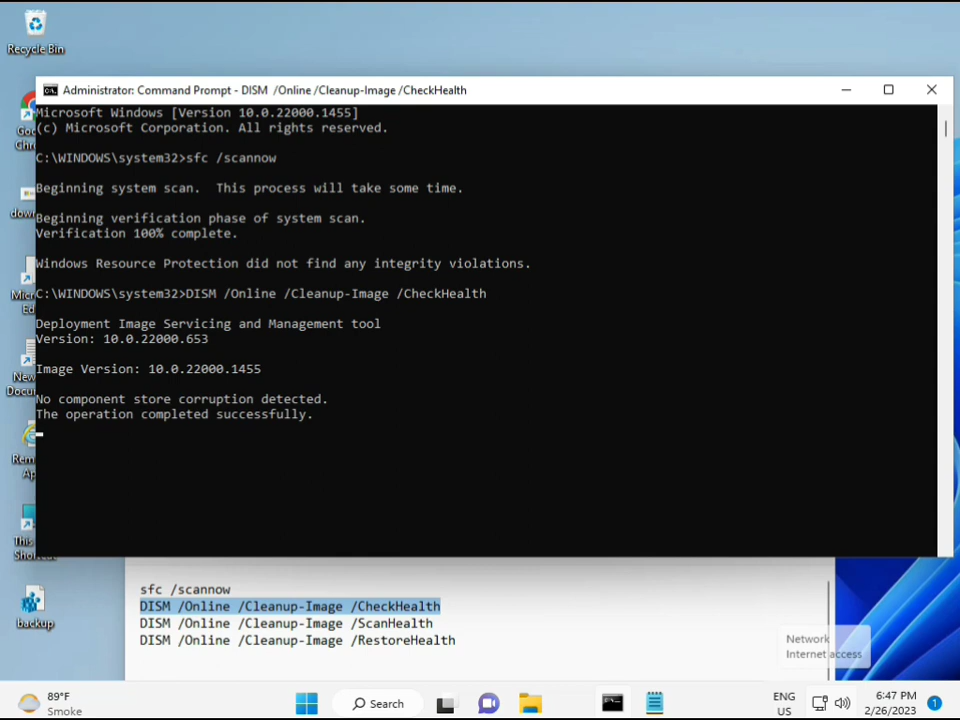 Recycle Bin
Administrator: Command Prompt - DISM /Online /Cleanup-Image /CheckHealth
Microsoft Windows [Version 10.0.22000.1455]
(c) Microsoft Corporation. All rights reserved.
C:\WINDOWS\system32>sfc /scannow
Beginning system scan.  This process will take some time.
Beginning verification phase of system scan.
Verification 100% complete.
Windows Resource Protection did not find any integrity violations.
C:\WINDOWS\system32>DISM /Online /Cleanup-Image /CheckHealth
Deployment Image Servicing and Management tool
Version: 10.0.22000.653
Image Version: 10.0.22000.1455
No component store corruption detected.
The operation completed successfully.
backup
sfc /scannow
DISM /Online /Cleanup-Image /CheckHealth
DISM /Online /Cleanup-Image /ScanHealth
DISM /Online /Cleanup-Image /RestoreHealth
Network
Internet access
89°F
Smoke
Search
ENG
US
6:47 PM
2/26/2023
1